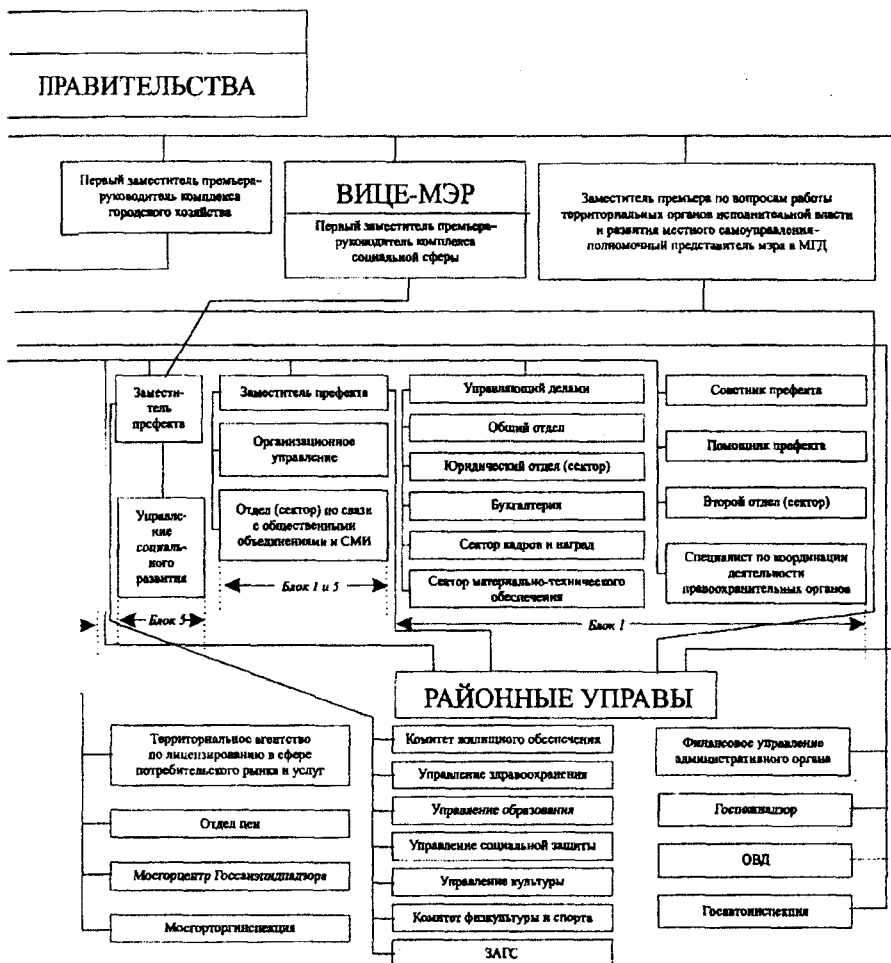 ПРАВИТЕЛЬСТВА
Первый заместитель премьера-
руководитель комплекса
городского хозяйства
ВИЦЕ-МЭР
Первый заместитель премьера-
руководитель комплекса
социальной сферы
Заместитель премьера по вопросам работы
территориальных органов исполнительной власти
и развития местного самоуправления-
полномочный представитель мэра в МГД
Замести-
тель
префекта
Управле-
ние
социаль-
ного
развития
Блок 5
Заместитель префекта
Организационное
управление
Отдел (сектор) по связи
с общественными
объединениями и СМИ
Блок 1 и 5
Управляющий делами
Общий отдел
Юридический отдел (сектор)
Бухгалтерия
Сектор кадров и наград
Сектор материально-технического
обеспечения
Советник префекта
Помощник префекта
Второй отдел (сектор)
Специалист по координации
деятельности
правоохранительных органов
Блок 1
РАЙОННЫЕ УПРАВЫ
Территориальное агентство
по лицензированию в сфере
потребительского рынка и услуг
Отдел цен
Мосгорцентр Госсанэпиднадзора
Мосгорторгинспекция
Комитет жилищного обеспечения
Управление здравоохранения
Управление образования
Управление социальной защиты
Управление культуры
Комитет физкультуры и спорта
ЗАГС
Финансовое управление
административного органа
Госпожнадзор
ОВД
Госавтоинспекция